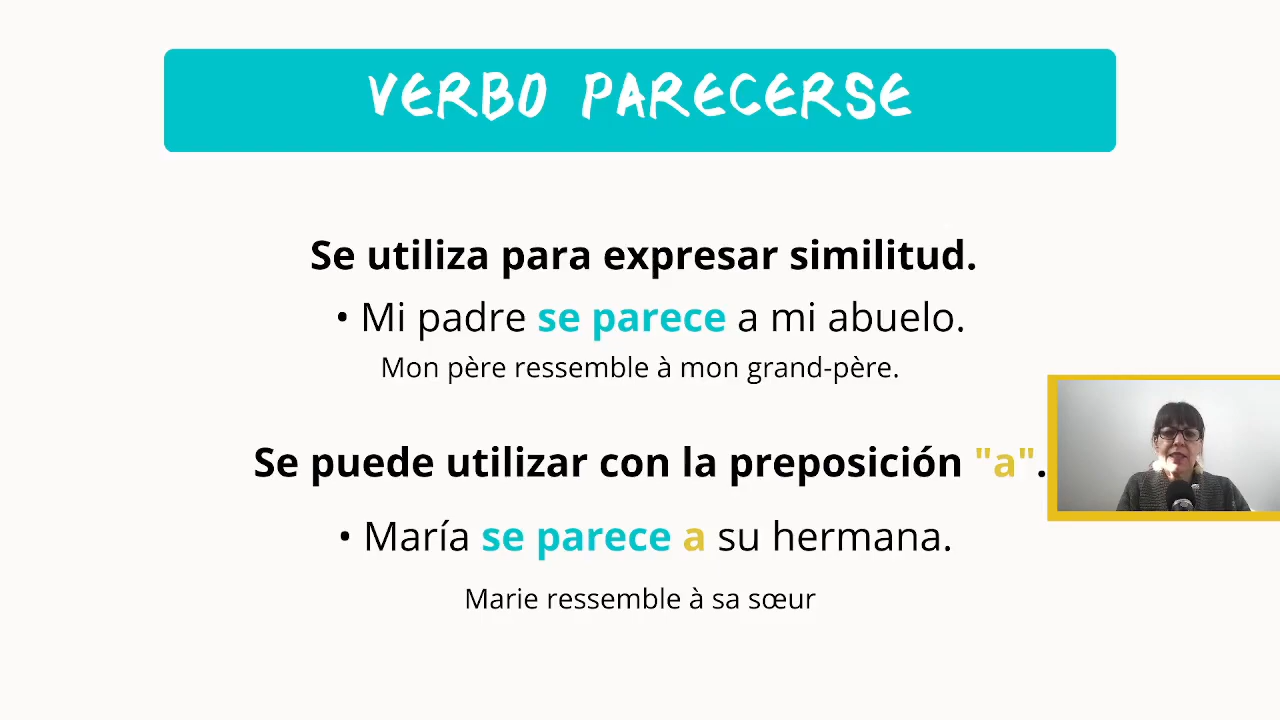 VERBO PARECERSE
Se utiliza para expresar similitud.
• Mi padre se parece a mi abuelo.
Mon père ressemble à mon grand-père.
Se puede utilizar con la preposición "a".
• María se parece a su hermana.
Marie ressemble à sa sœur